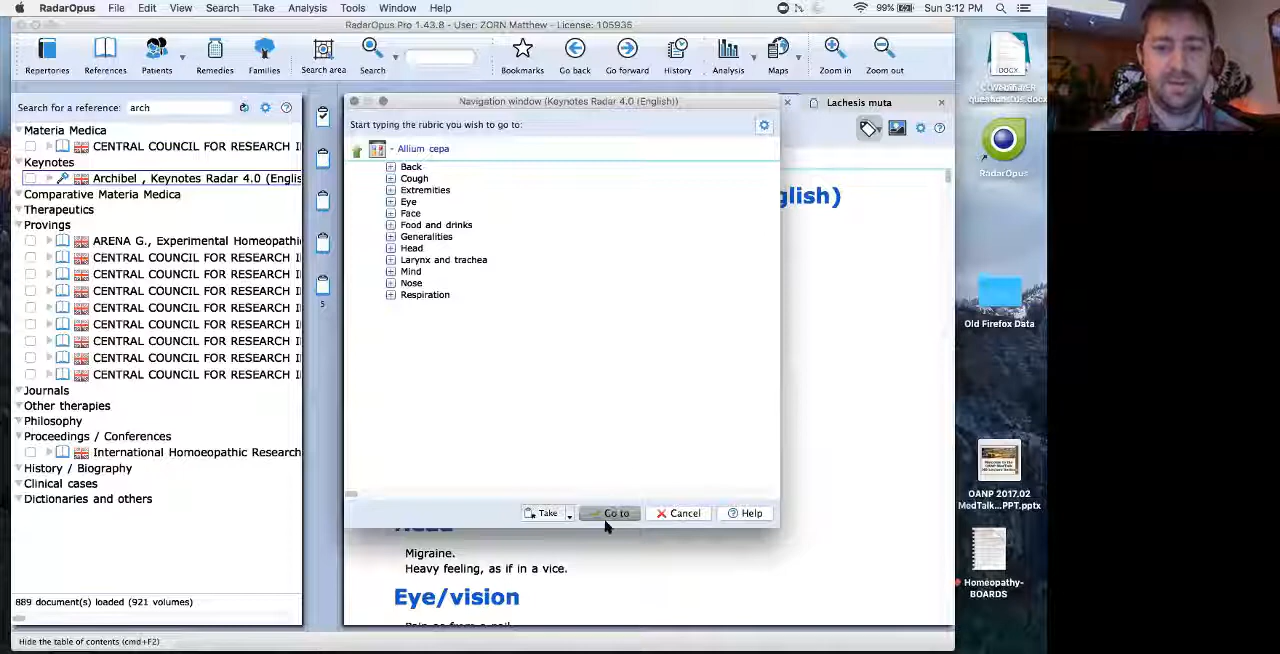 RadarOpus File Edit View Search Take Analysis Tools Window Help 99% Sun 3:12 PM
RadarOpus Pro 1.43.8 - User: ZORN Matthew - License: 105935
Repertories References Patients Remedies Families Search area Search Bookmarks Go back Go forward History Analysis Maps Zoom in Zoom out
Search for a reference: arch
Materia Medica
CENTRAL COUNCIL FOR RESEARCH I
Keynotes
Archibel , Keynotes Radar 4.0 (Englis
Comparative Materia Medica
Therapeutics
Provings
ARENA G., Experimental Homeopathi
CENTRAL COUNCIL FOR RESEARCH I
CENTRAL COUNCIL FOR RESEARCH I
CENTRAL COUNCIL FOR RESEARCH I
CENTRAL COUNCIL FOR RESEARCH I
CENTRAL COUNCIL FOR RESEARCH I
CENTRAL COUNCIL FOR RESEARCH I
CENTRAL COUNCIL FOR RESEARCH I
CENTRAL COUNCIL FOR RESEARCH I
Journals
Other therapies
Philosophy
Proceedings / Conferences
International Homoeopathic Research
History / Biography
Clinical cases
Dictionaries and others
889 document(s) loaded (921 volumes)
Hide the table of contents (cmd+F2)
5
Navigation window (Keynotes Radar 4.0 (English))
Start typing the rubric you wish to go to:
- Allium cepa
Back
Cough
Extremities
Eye
Face
Food and drinks
Generalities
Head
Larynx and trachea
Mind
Nose
Respiration
Take Go to Cancel Help
Lachesis muta
glish)
Migraine.
Heavy feeling, as if in a vice.
Eye/vision
DOCX
RadarOpus
Old Firefox Data
OANP 2017.02
MedTalk...PPT.pptx
Homeopathy-
BOARDS